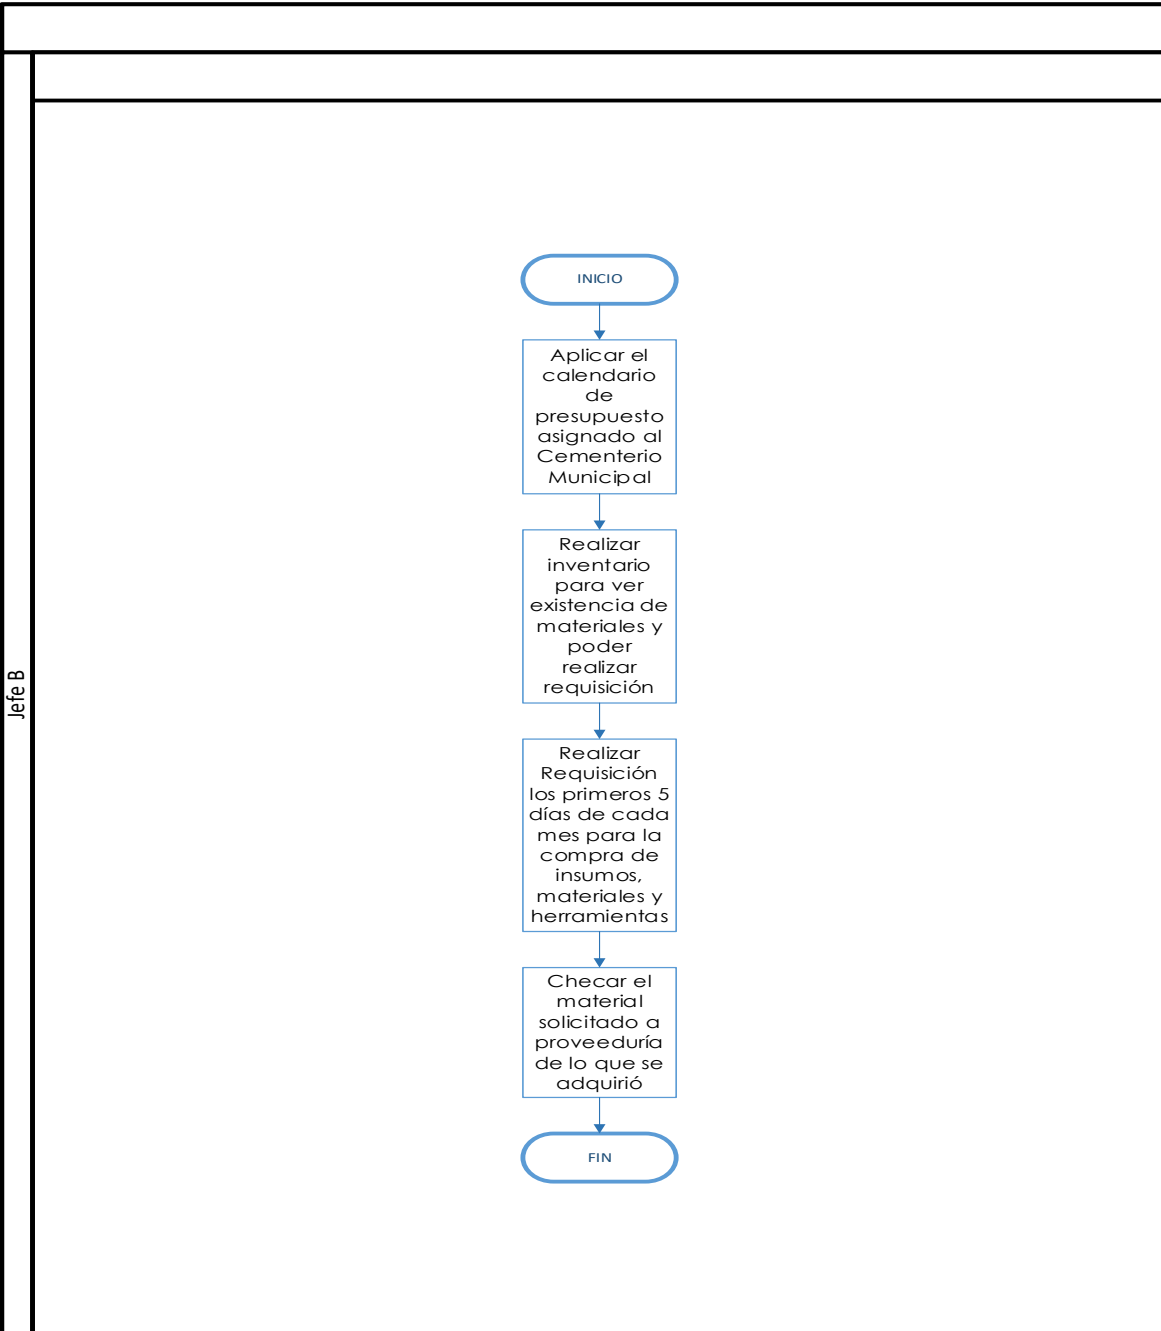 INICIO
Aplicar el
calendario
de
presupuesto
asignado al
Cementerio
Municipal
Realizar
inventario
para ver
existencia de
materiales y
poder
realizar
requisición
Jefe B
Realizar
Requisición
los primeros 5
días de cada
mes para la
compra de
insumos,
materiales y
herramientas
Checar el
material
solicitado a
proveeduría
de lo que se
adquirió
FIN